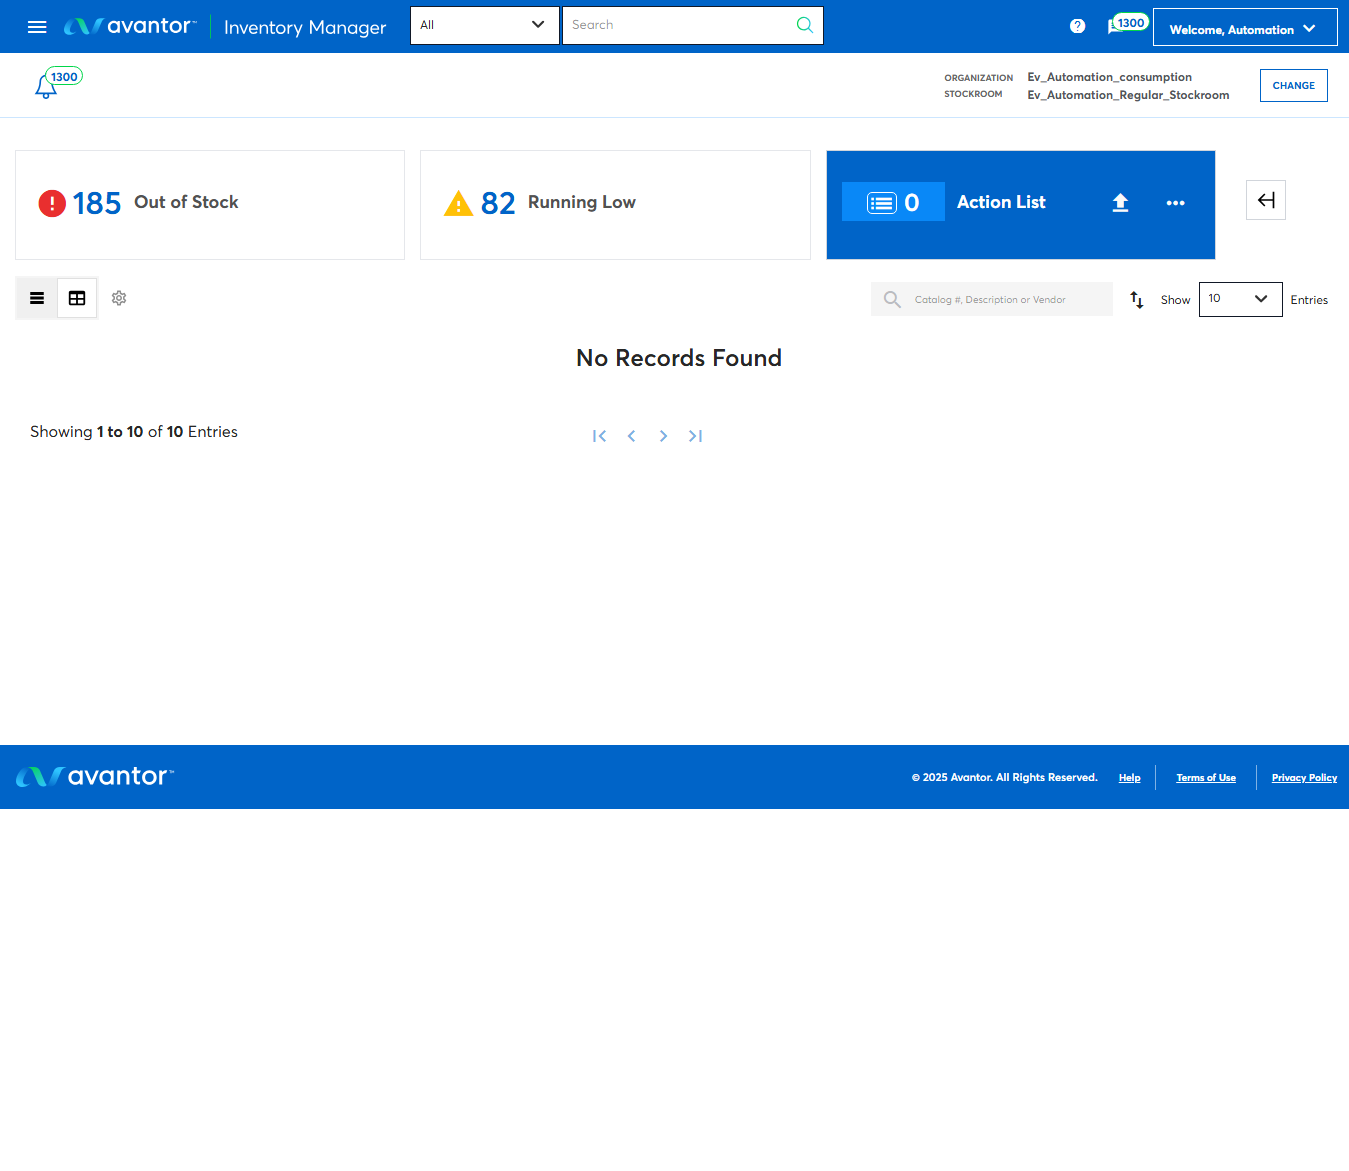 avantor™ Inventory Manager All Search 1300 Welcome, Automation
1300
ORGANIZATION Ev_Automation_consumption
STOCKROOM Ev_Automation_Regular_Stockroom
CHANGE
185 Out of Stock
82 Running Low
0 Action List
Catalog #, Description or Vendor Show 10 Entries
No Records Found
Showing 1 to 10 of 10 Entries
avantor™ © 2025 Avantor. All Rights Reserved. Help Terms of Use Privacy Policy